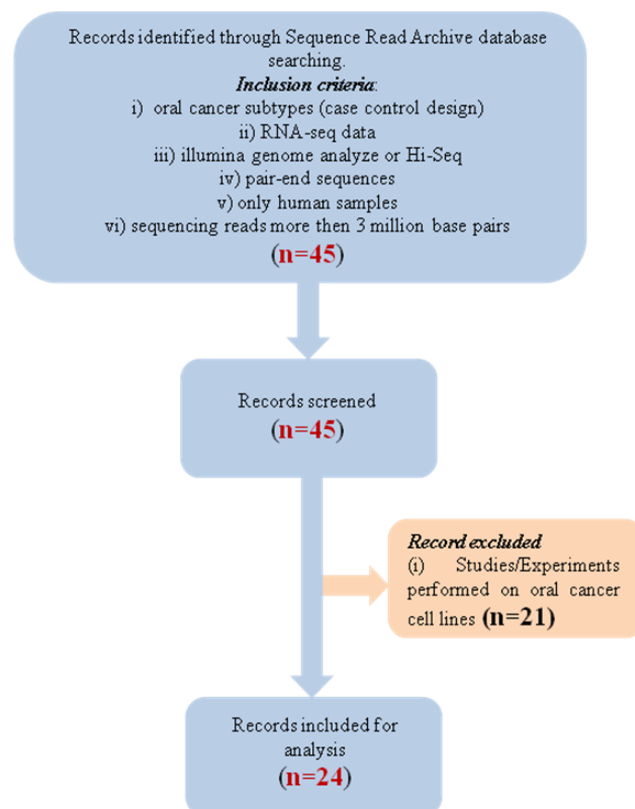 Records identified through Sequence Read Archive database
searching.
Inclusion criteria:
i) oral cancer subtypes (case control design)
ii) RNA-seq data
iii) illumina genome analyze or Hi-Seq
iv) pair-end sequences
v) only human samples
vi) sequencing reads more then 3 million base pairs
(n=45)
Records screened
(n=45)
Record excluded
(i) Studies/Experiments
performed on oral cancer
cell lines (n=21)
Records included for
analysis
(n=24)